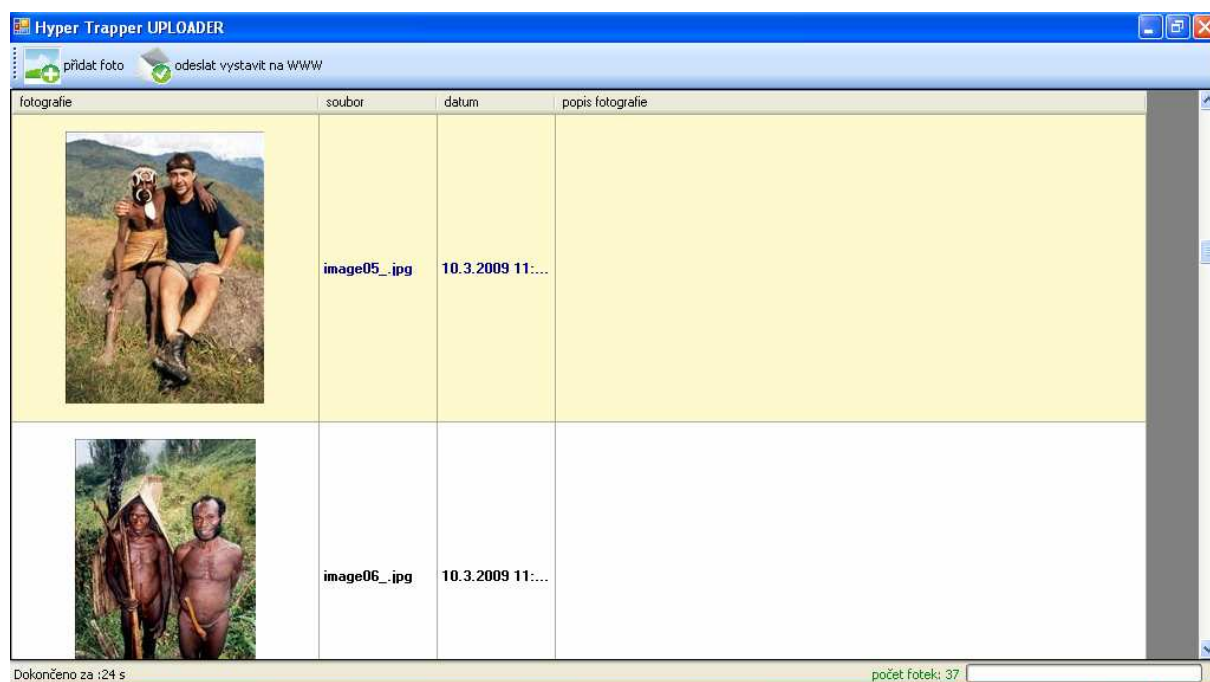 Hyper Trapper UPLOADER
přidat foto odeslat vystavit na WWW
fotografie soubor datum popis fotografie
image05_.jpg 10.3.2009 11:...
image06_.jpg 10.3.2009 11:...
Dokončeno za :24 s počet fotek: 37